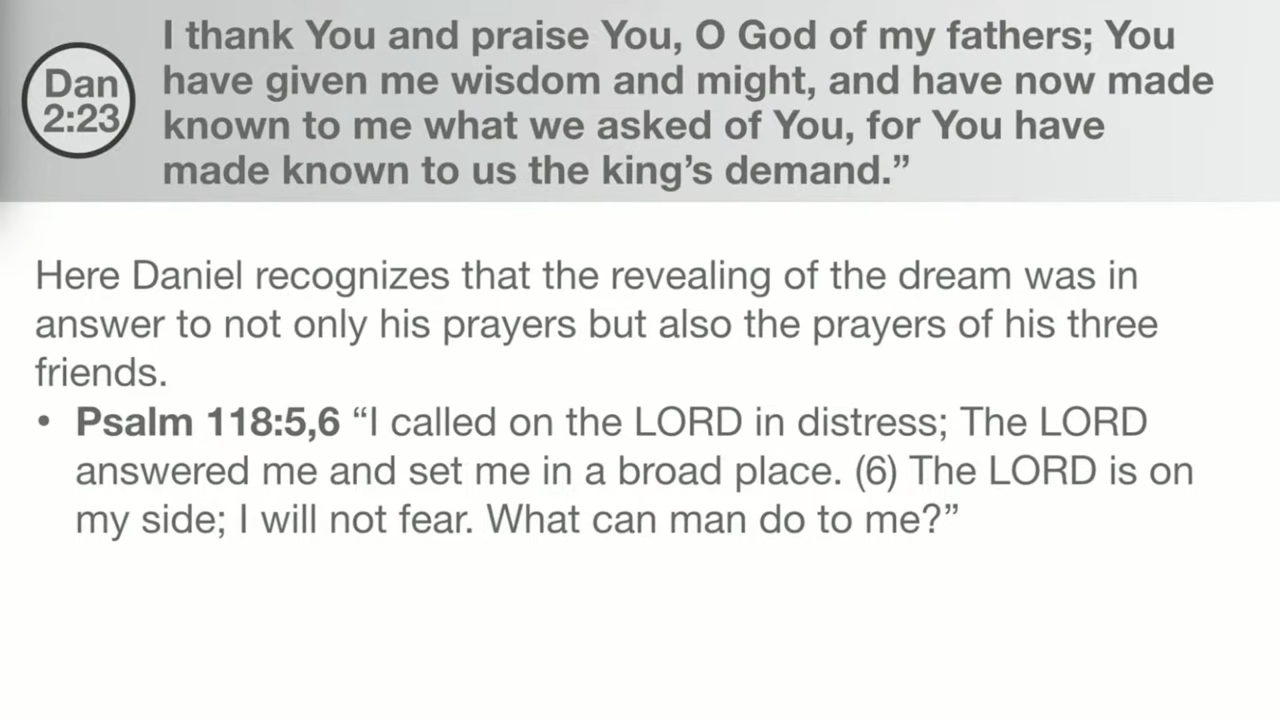 Dan
2:23
I thank You and praise You, O God of my fathers; You
have given me wisdom and might, and have now made
known to me what we asked of You, for You have
made known to us the king’s demand.”
Here Daniel recognizes that the revealing of the dream was in
answer to not only his prayers but also the prayers of his three
friends.
• Psalm 118:5,6 “I called on the LORD in distress; The LORD
answered me and set me in a broad place. (6) The LORD is on
my side; I will not fear. What can man do to me?”